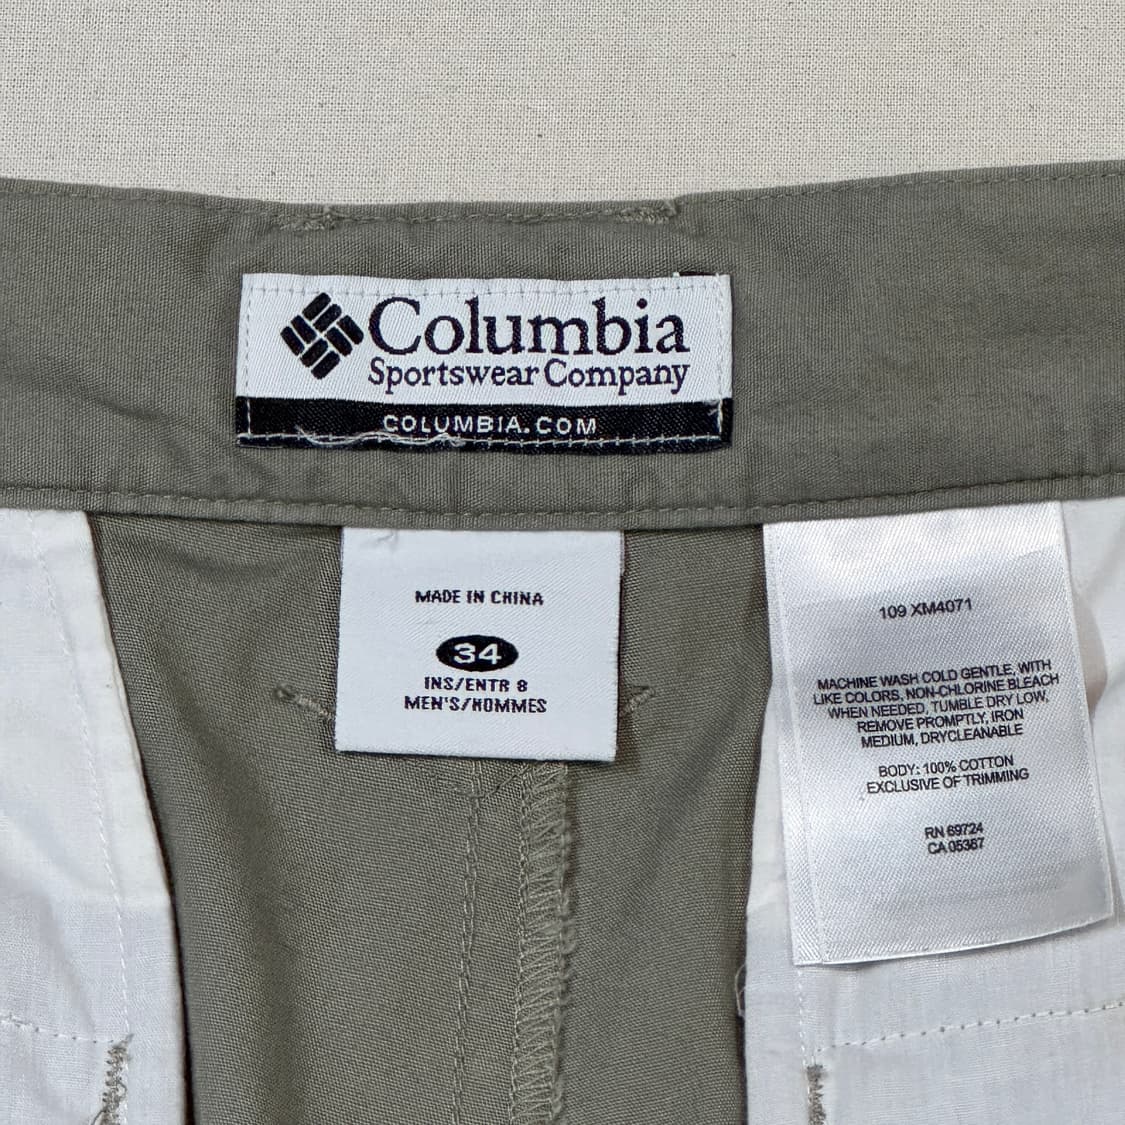 Columbia
Sportswear Company
COLUMBIA.COM
MADE IN CHINA
34
INS/ENTR 8
MEN'S/HOMMES
109 XM4071
MACHINE WASH COLD GENTLE, WITH
LIKE COLORS, NON-CHLORINE BLEACH
WHEN NEEDED, TUMBLE DRY LOW,
REMOVE PROMPTLY, IRON
MEDIUM, DRYCLEANABLE
BODY: 100% COTTON
EXCLUSIVE OF TRIMMING
RN 69724
CA 05367